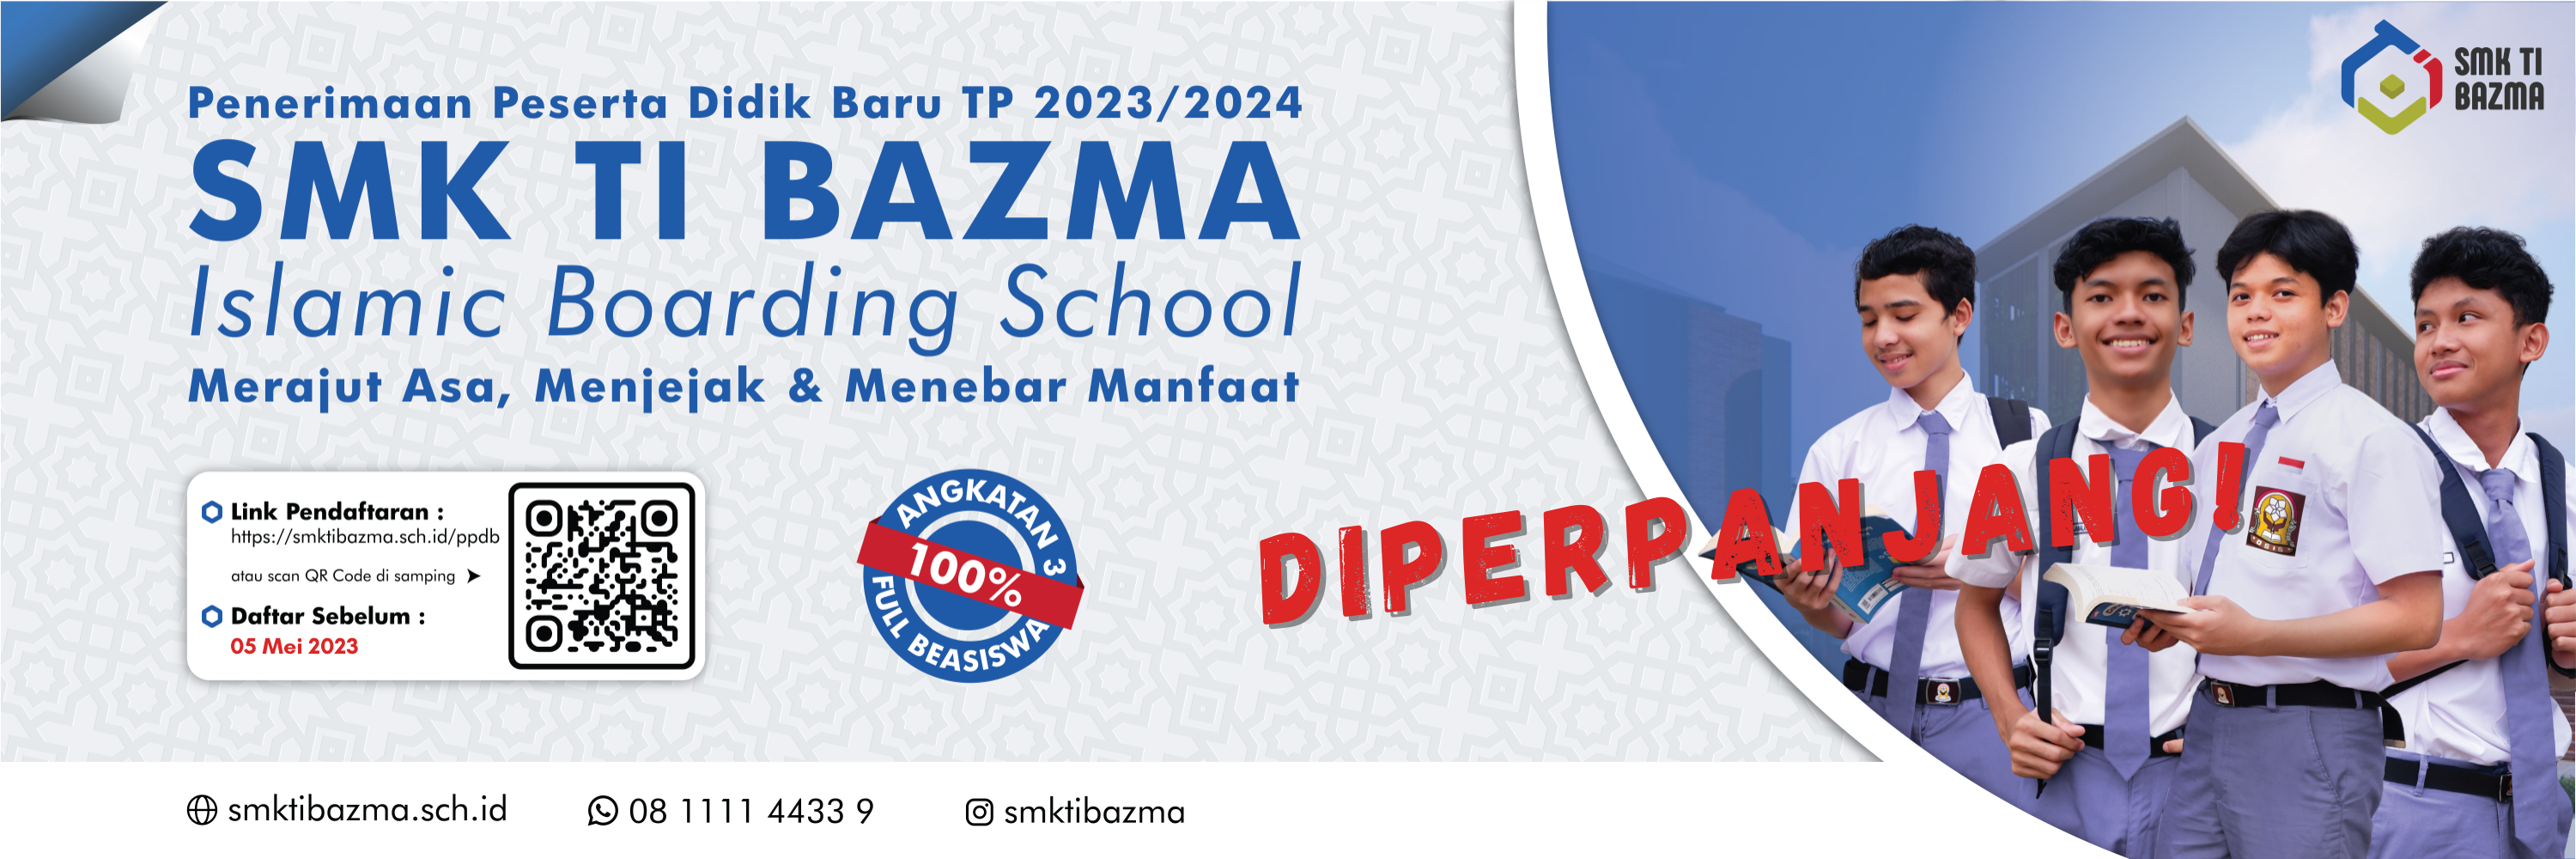 Penerimaan Peserta Didik Baru TP 2023/2024
SMK TI BAZMA
Islamic Boarding School
Merajut Asa, Menjejak & Menebar Manfaat
Link Pendaftaran :
https://smktibazma.sch.id/ppdb
atau scan QR Code di samping
Daftar Sebelum :
05 Mei 2023
ANGKATAN 3
100%
FULL BEASISWA
DIPERPANJANG!
SMK TI
BAZMA
OSIS
smktibazma.sch.id
08 1111 4433 9
smktibazma